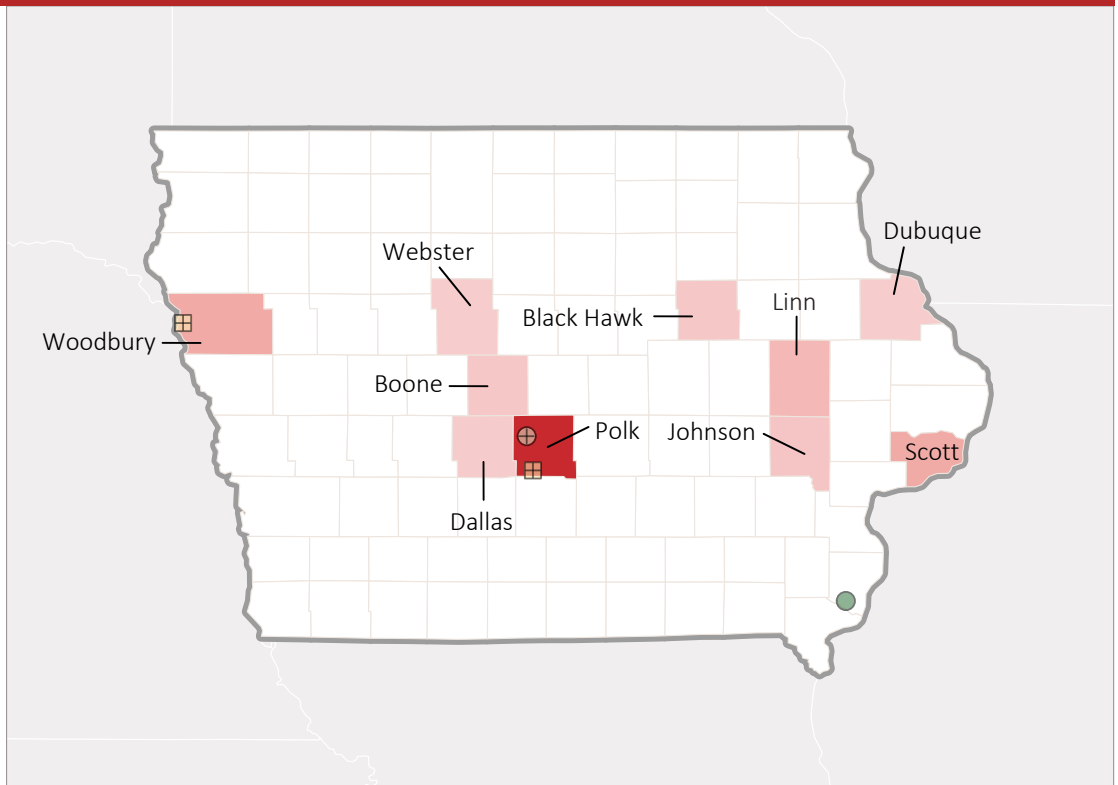 Dubuque
Webster
Linn
Black Hawk
Woodbury
Boone
Polk
Johnson
Scott
Dallas